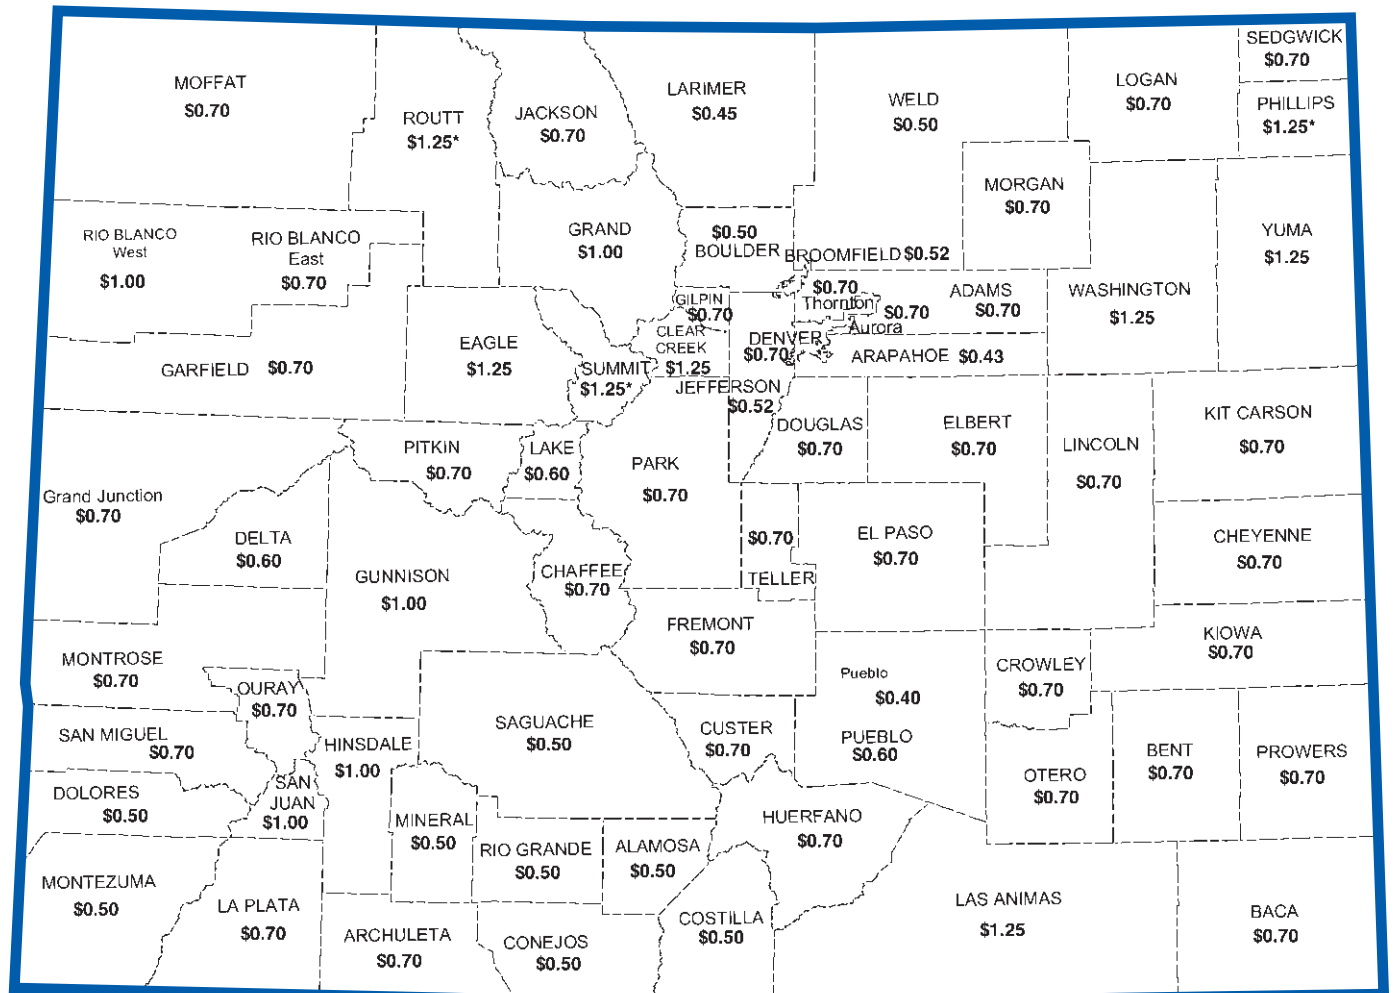 MOFFAT
$0.70
ROUTT
$1.25*
JACKSON
$0.70
LARIMER
$0.45
WELD
$0.50
LOGAN
$0.70
SEDGWICK
$0.70
PHILLIPS
$1.25*
MORGAN
$0.70
YUMA
$1.25
RIO BLANCO
West
$1.00
RIO BLANCO
East
$0.70
GRAND
$1.00
$0.50
BOULDER
BROOMFIELD $0.52
GILPIN
$0.70
$0.70
Thornton
$0.70
Aurora
ADAMS
$0.70
WASHINGTON
$1.25
GARFIELD $0.70
EAGLE
$1.25
SUMMIT
$1.25*
CLEAR
CREEK
$1.25
DENVER
$0.70
ARAPAHOE $0.43
JEFFERSON
$0.52
DOUGLAS
$0.70
ELBERT
$0.70
LINCOLN
$0.70
KIT CARSON
$0.70
PITKIN
$0.70
LAKE
$0.60
PARK
$0.70
Grand Junction
$0.70
DELTA
$0.60
GUNNISON
$1.00
CHAFFEE
$0.70
$0.70
TELLER
EL PASO
$0.70
CHEYENNE
$0.70
FREMONT
$0.70
KIOWA
$0.70
MONTROSE
$0.70
OURAY
$0.70
SAGUACHE
$0.50
CUSTER
$0.70
Pueblo
$0.40
PUEBLO
$0.60
CROWLEY
$0.70
SAN MIGUEL
$0.70
HINSDALE
$1.00
OTERO
$0.70
BENT
$0.70
PROWERS
$0.70
DOLORES
$0.50
SAN
JUAN
$1.00
MINERAL
$0.50
RIO GRANDE
$0.50
ALAMOSA
$0.50
HUERFANO
$0.70
MONTEZUMA
$0.50
LA PLATA
$0.70
ARCHULETA
$0.70
CONEJOS
$0.50
COSTILLA
$0.50
LAS ANIMAS
$1.25
BACA
$0.70